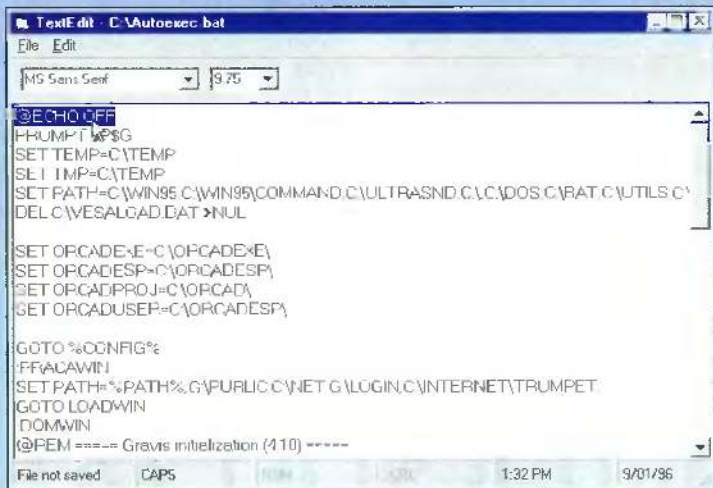 TextEdit - C:\Autoexec.bat
File Edit
MS Sans Serif 9.75
@ECHO OFF
PROMPT $P$G
SET TEMP=C:\TEMP
SET TMP=C:\TEMP
SET PATH=C:\WIN95;C:\WIN95\COMMAND;C:\ULTRASND;C:\;C:\DOS;C:\BAT;C:\UTILS;C:\
DEL C:\VESALOAD.BAT >NUL
SET ORCADEXE=C:\ORCADEXE\
SET ORCADESP=C:\ORCADESP\
SET ORCADPROJ=C:\ORCAD\
SET ORCADUSER=C:\ORCADESP\
GOTO %CONFIG%
SET PATH=%PATH%;G:\PUBLIC;C:\NET;G:\LOGIN;C:\INTERNET\TRUMPET
GOTO LOADWIN
:DOMWIN
@REM ===== Gravis initialization (4.10) =====
File not saved CAPS NUM 1:32 PM 9/01/96